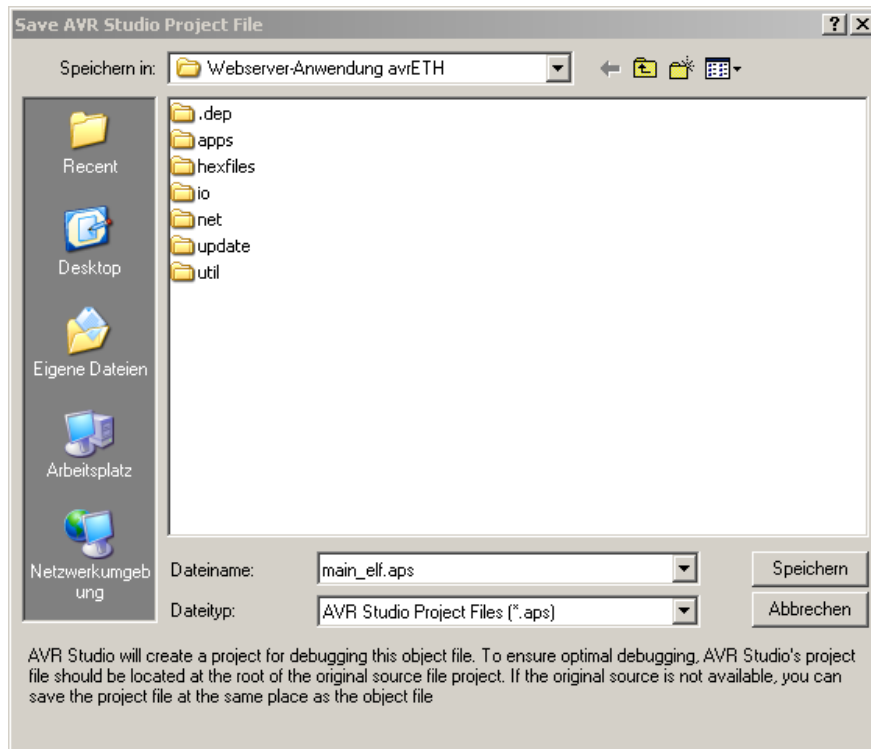 Save AVR Studio Project File
Speichern in:
Webserver-Anwendung avrETH
Recent
Desktop
Eigene Dateien
Arbeitsplatz
Netzwerkumgeb
ung
.dep
apps
hexfiles
io
net
update
util
Dateiname:
main_elf.aps
Speichern
Dateityp:
AVR Studio Project Files (*.aps)
Abbrechen
AVR Studio will create a project for debugging this object file. To ensure optimal debugging, AVR Studio's project
file should be located at the root of the original source file project. If the original source is not available, you can
save the project file at the same place as the object file